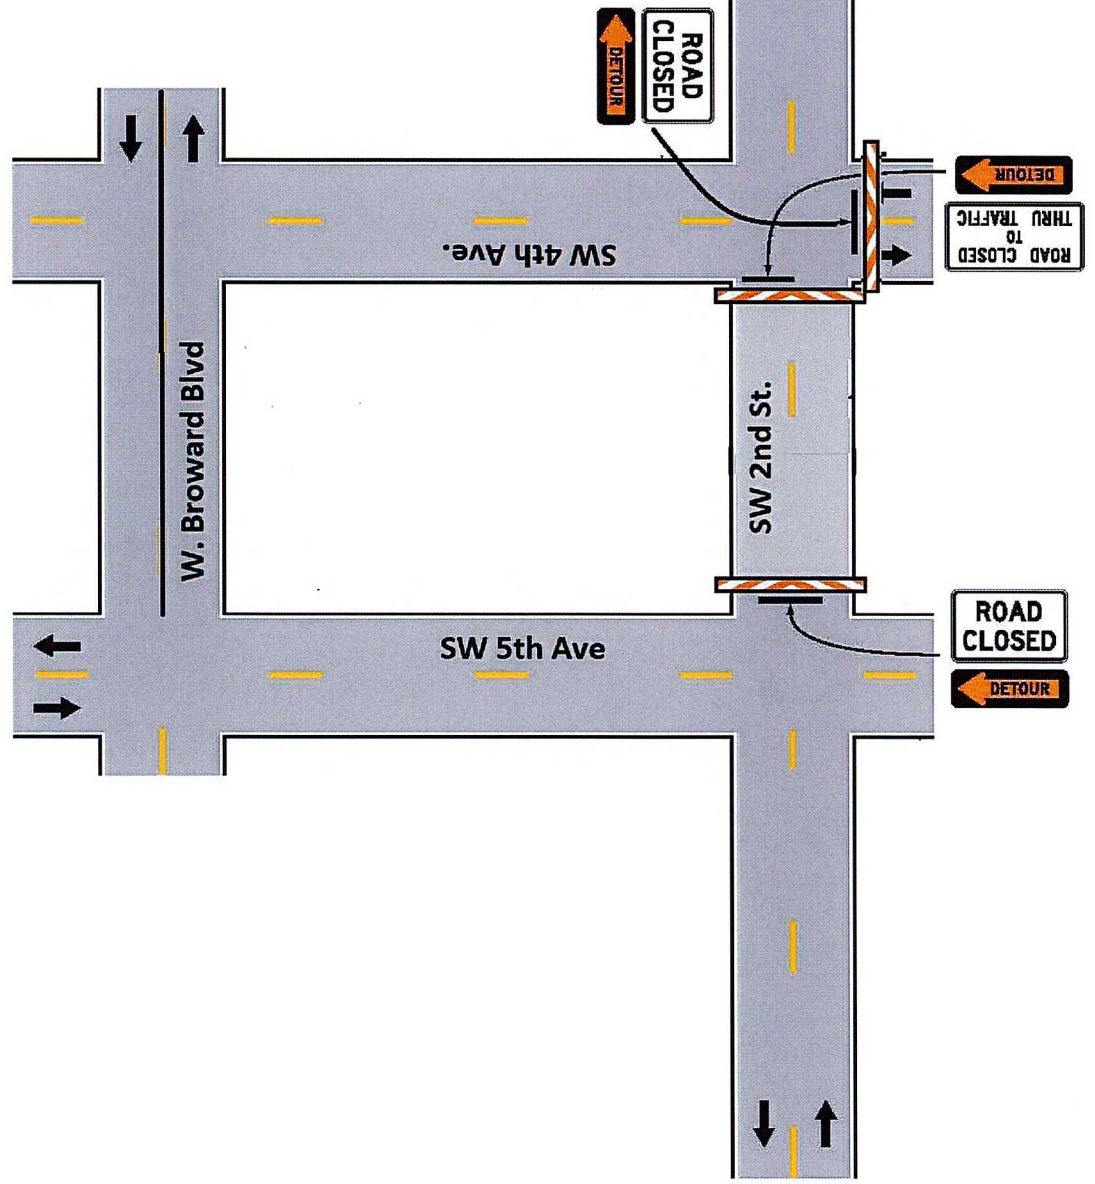 ROAD
CLOSED
DETOUR
DETOUR
ROAD CLOSED
TO
THRU TRAFFIC
SW 4th Ave.
W. Broward Blvd
SW 2nd St.
SW 5th Ave
ROAD
CLOSED
DETOUR